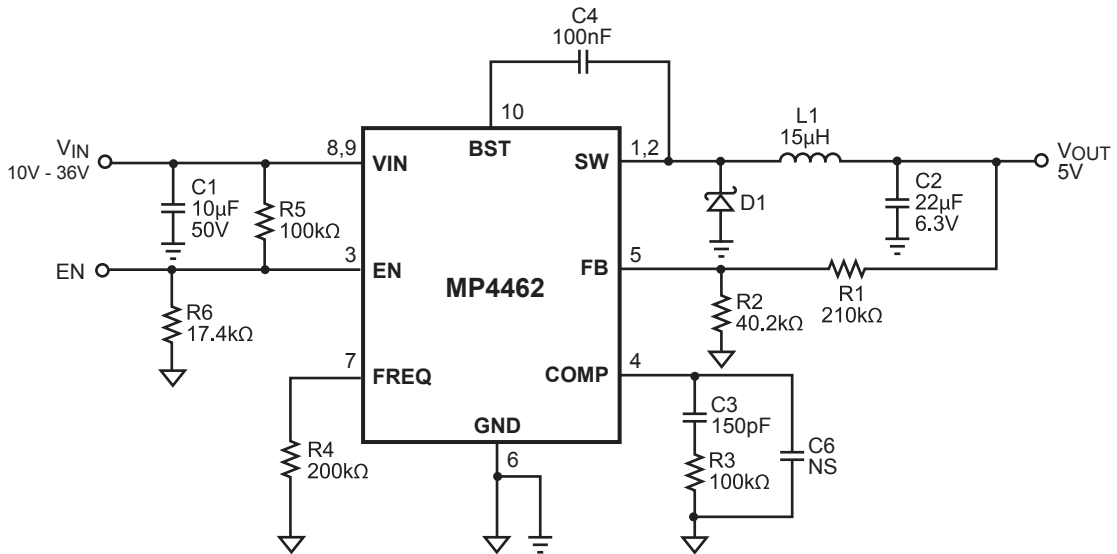 C4
100nF
10
L1
15µH
VIN
10V - 36V
8,9
VIN
BST
SW
1,2
VOUT
5V
C1
10µF
50V
R5
100kΩ
D1
C2
22µF
6.3V
EN
3
EN
MP4462
FB
5
R1
210kΩ
R6
17.4kΩ
R2
40.2kΩ
7
FREQ
COMP
4
GND
6
C3
150pF
R4
200kΩ
R3
100kΩ
C6
NS